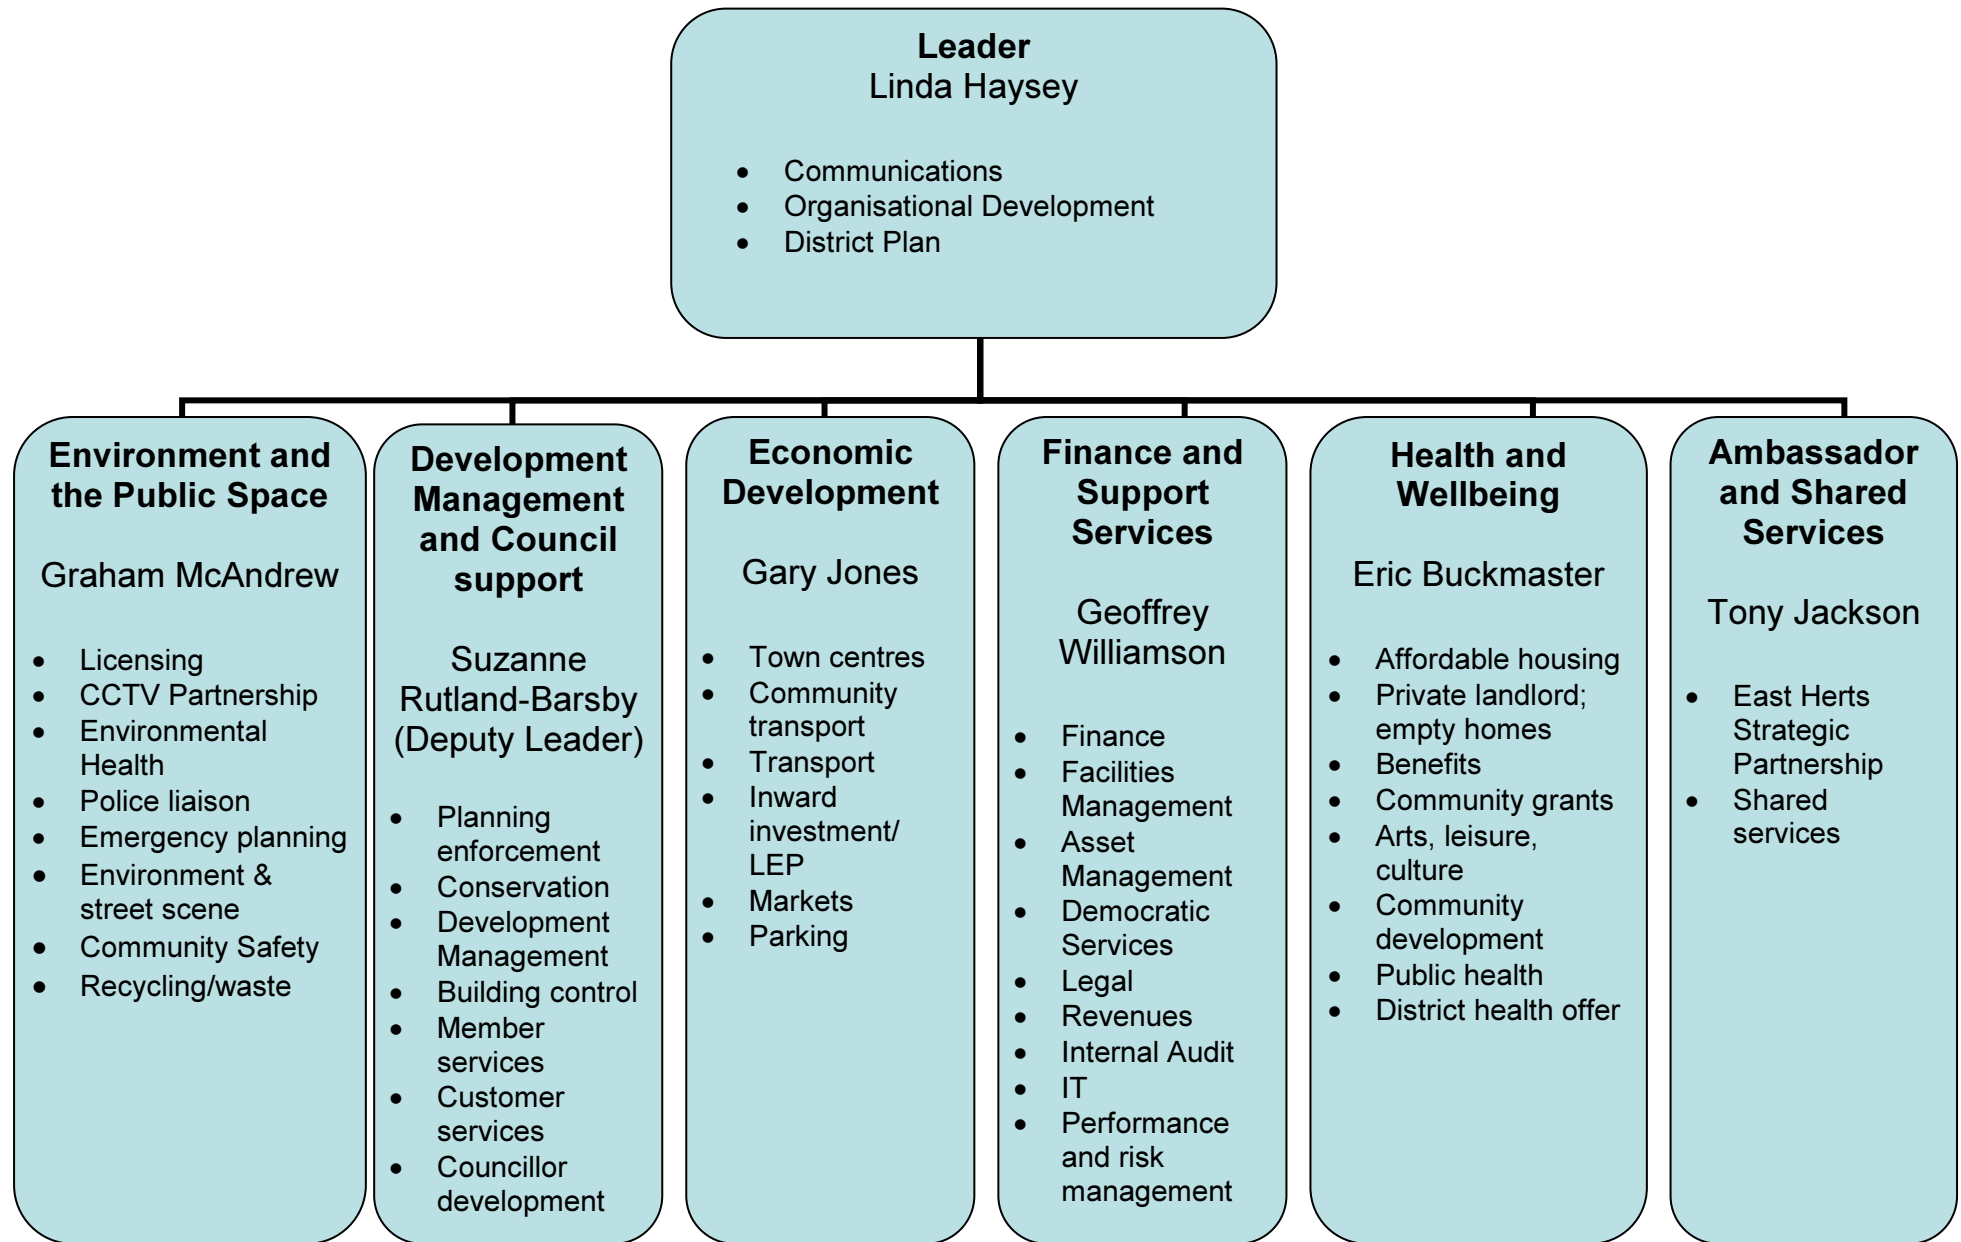 Leader
Linda Haysey
• Communications
• Organisational Development
• District Plan
Environment and
the Public Space
Graham McAndrew
• Licensing
• CCTV Partnership
• Environmental
Health
• Police liaison
• Emergency planning
• Environment &
street scene
• Community Safety
• Recycling/waste
Development
Management
and Council
support
Suzanne
Rutland-Barsby
(Deputy Leader)
• Planning
enforcement
• Conservation
• Development
Management
• Building control
• Member
services
• Customer
services
• Councillor
development
Economic
Development
Gary Jones
• Town centres
• Community
transport
• Transport
• Inward
investment/
LEP
• Markets
• Parking
Finance and
Support
Services
Geoffrey
Williamson
• Finance
• Facilities
Management
• Asset
Management
• Democratic
Services
• Legal
• Revenues
• Internal Audit
• IT
• Performance
and risk
management
Health and
Wellbeing
Eric Buckmaster
• Affordable housing
• Private landlord;
empty homes
• Benefits
• Community grants
• Arts, leisure,
culture
• Community
development
• Public health
• District health offer
Ambassador
and Shared
Services
Tony Jackson
• East Herts
Strategic
Partnership
• Shared
services